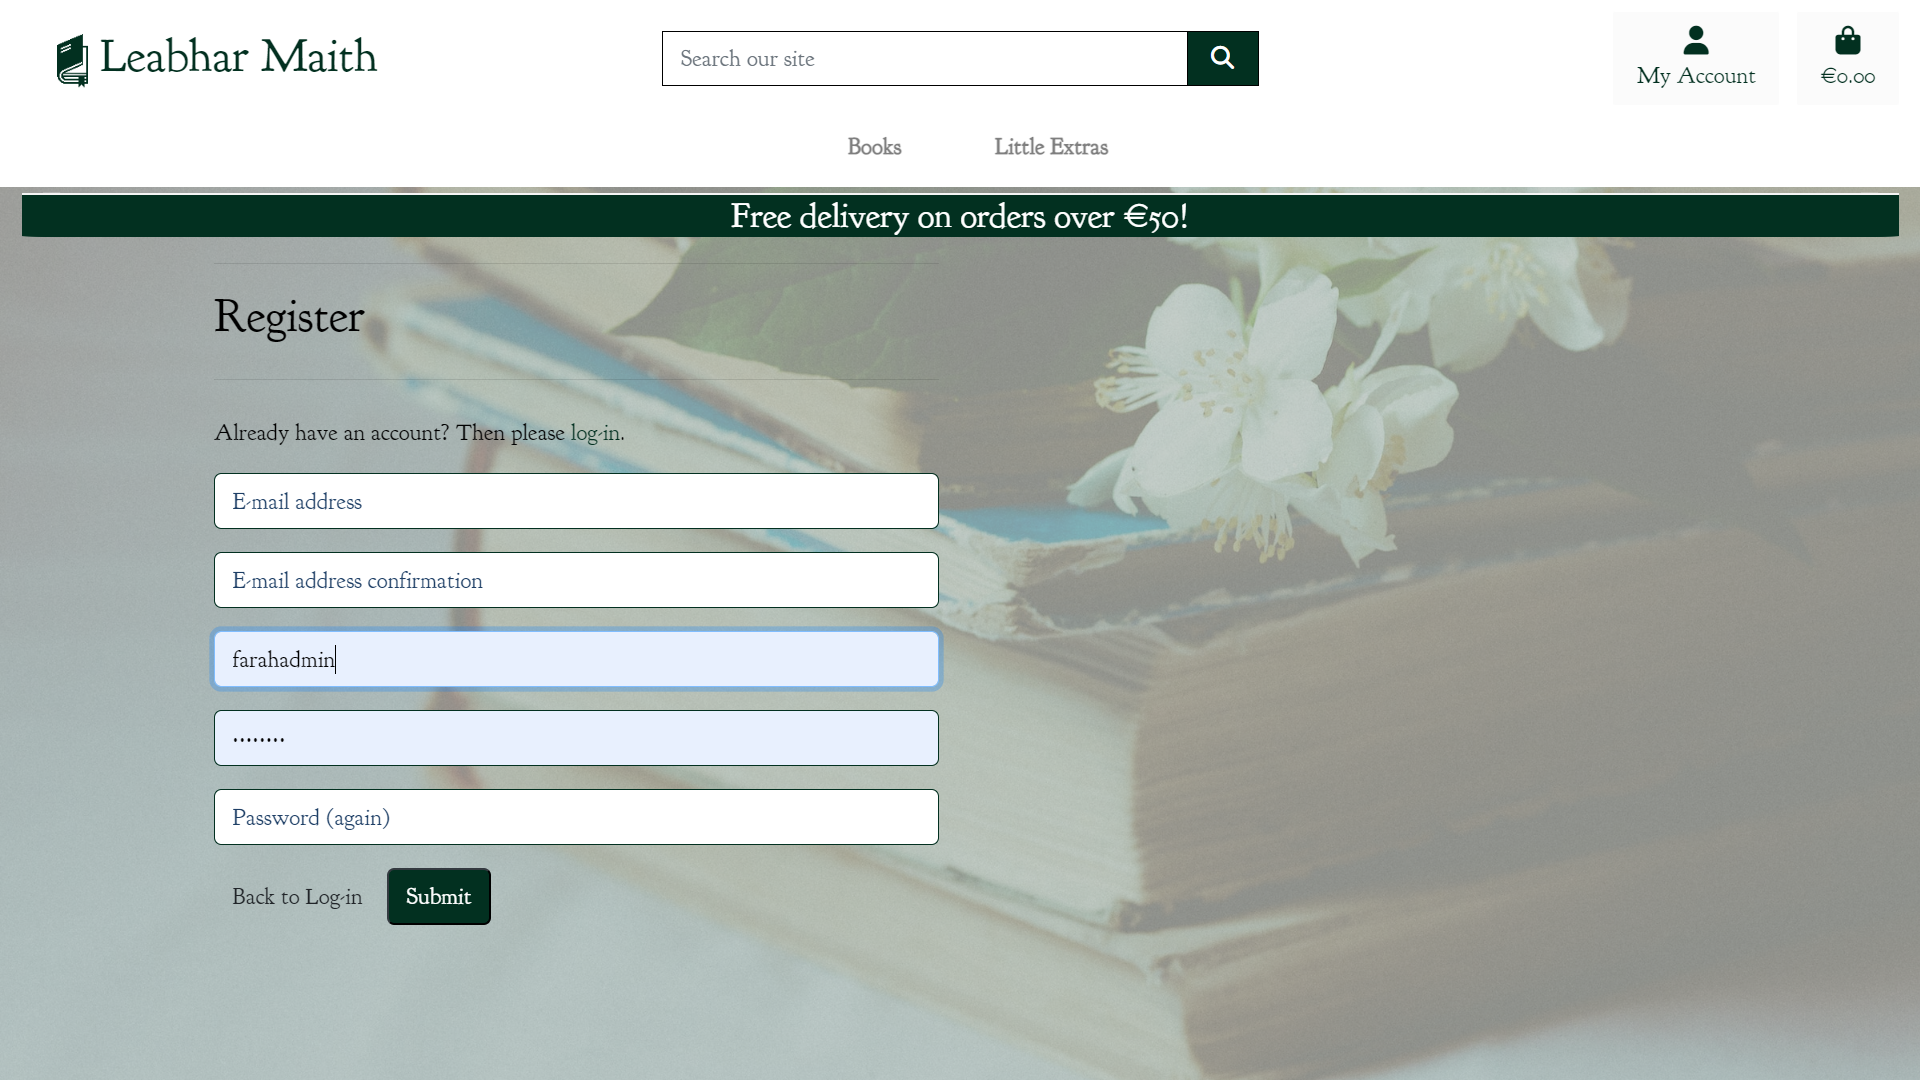 Leabhar Maith
Search our site
My Account
€0.00
Books
Little Extras
Free delivery on orders over €50!
Register
Already have an account? Then please log-in.
E-mail address
E-mail address confirmation
farahadmin
........
Password (again)
Back to Log-in
Submit